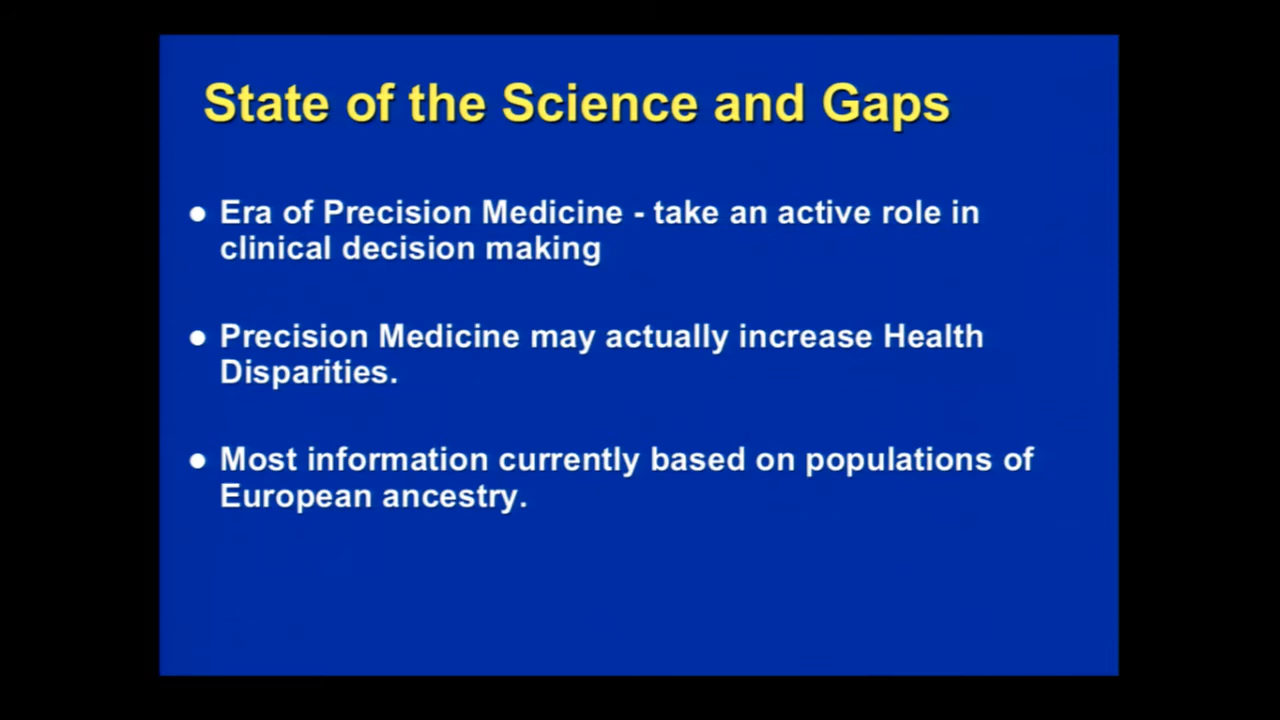 State of the Science and Gaps
● Era of Precision Medicine - take an active role in
clinical decision making
● Precision Medicine may actually increase Health
Disparities.
● Most information currently based on populations of
European ancestry.